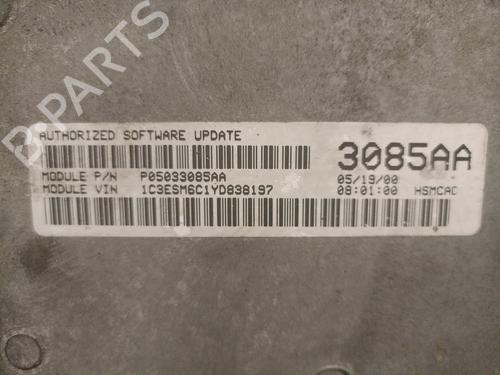 B-PARTS
AUTHORIZED SOFTWARE UPDATE
3085AA
MODULE P/N P05033085AA
05/19/00
MODULE VIN 1C3ESM6C1YD838197
08:01:00 HSMCAC